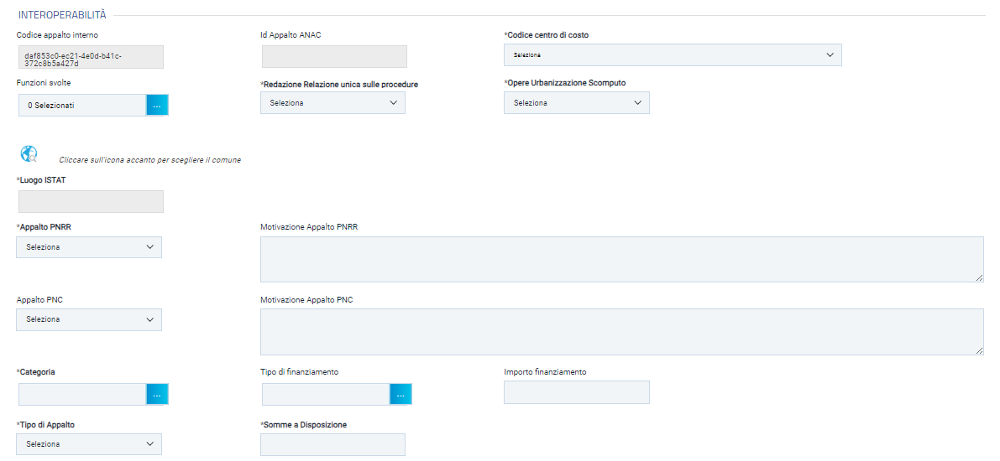 INTEROPERABILITÀ
Codice appalto interno
Id Appalto ANAC
*Codice centro di costo
daf853c0-ec21-4e0d-b41c-
372c8b5a427d
Seleziona
Funzioni svolte
*Redazione Relazione unica sulle procedure
*Opere Urbanizzazione Scomputo
0 Selezionati
...
Seleziona
Seleziona
Cliccare sull'icona accanto per scegliere il comune
*Luogo ISTAT
*Appalto PNRR
Motivazione Appalto PNRR
Seleziona
Appalto PNC
Motivazione Appalto PNC
Seleziona
*Categoria
Tipo di finanziamento
Importo finanziamento
...
...
*Tipo di Appalto
*Somme a Disposizione
Seleziona